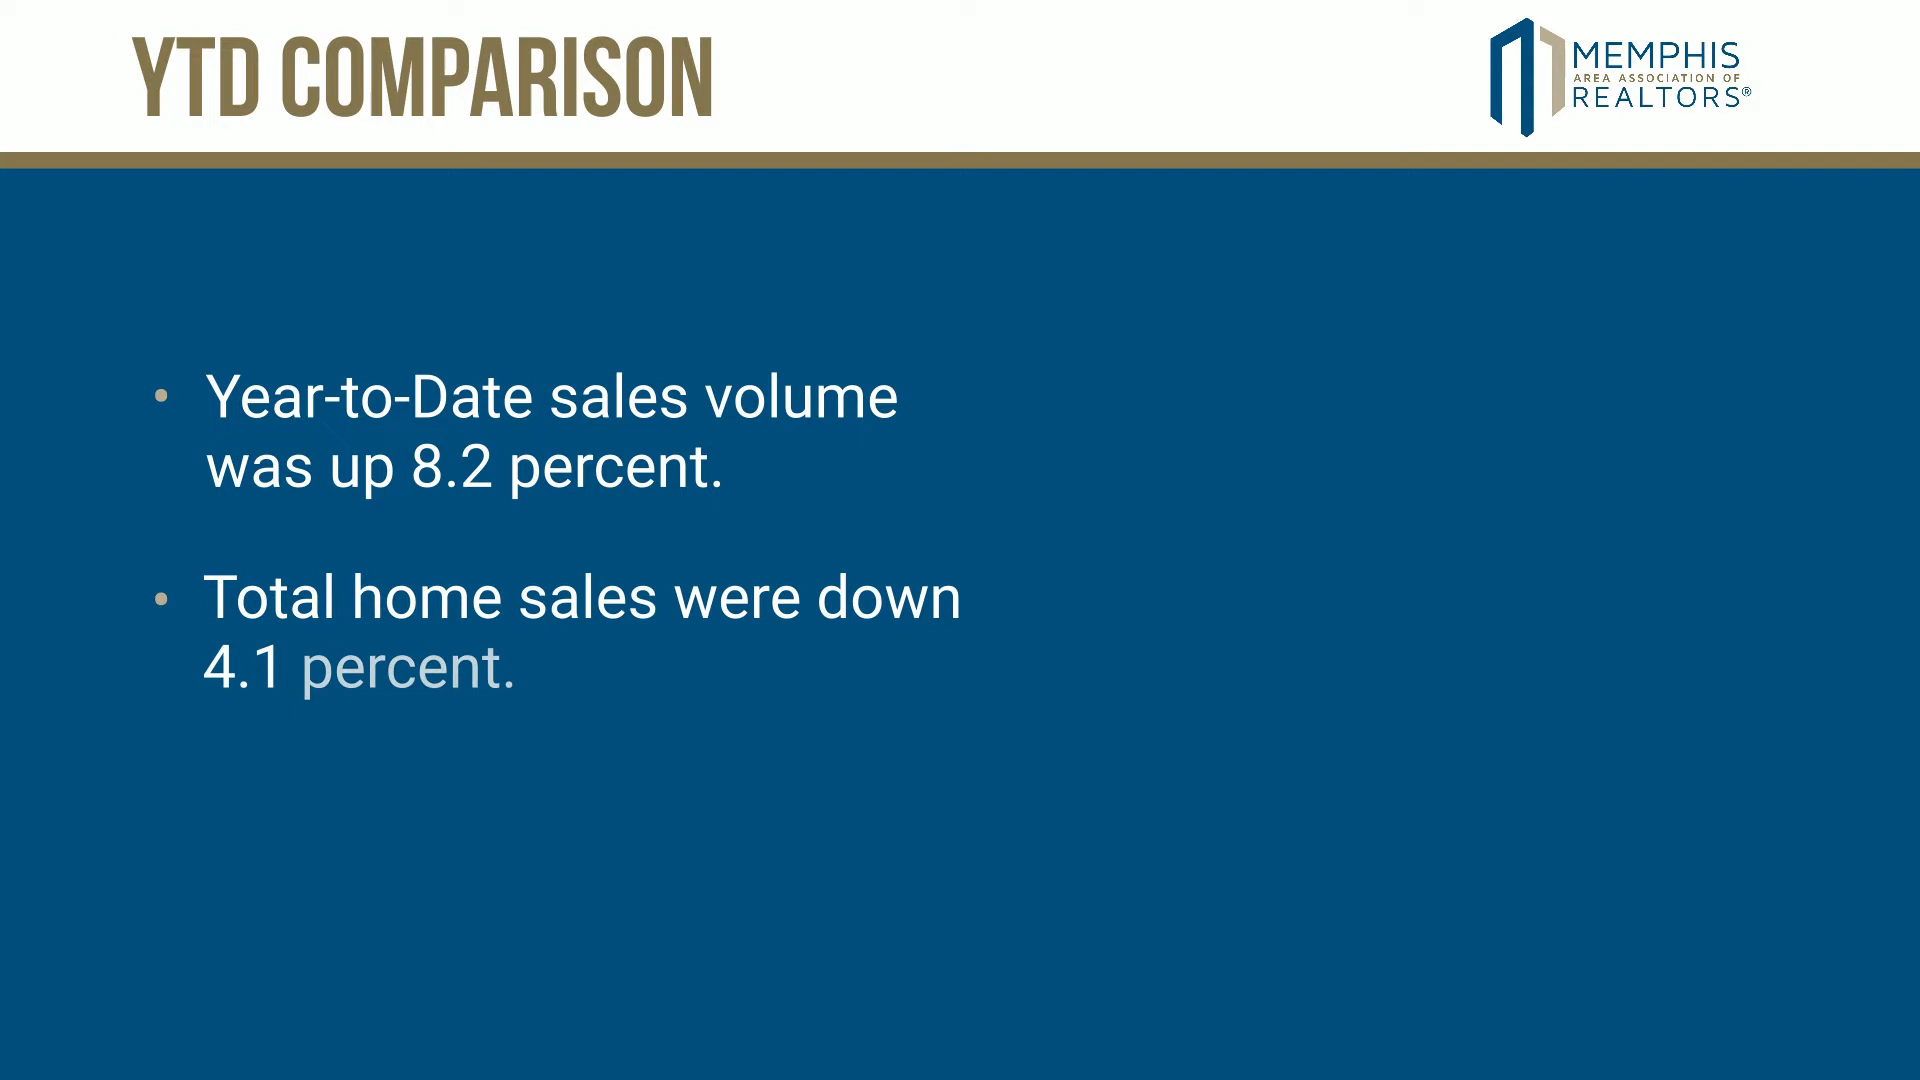 YTD COMPARISON
MEMPHIS
AREA ASSOCIATION OF
REALTORS®
• Year-to-Date sales volume
was up 8.2 percent.
• Total home sales were down
4.1 percent.